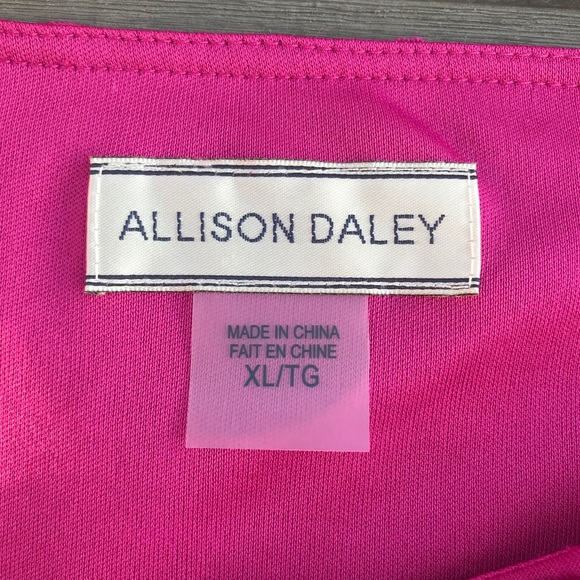 ALLISON DALEY
MADE IN CHINA
FAIT EN CHINE
XL/TG